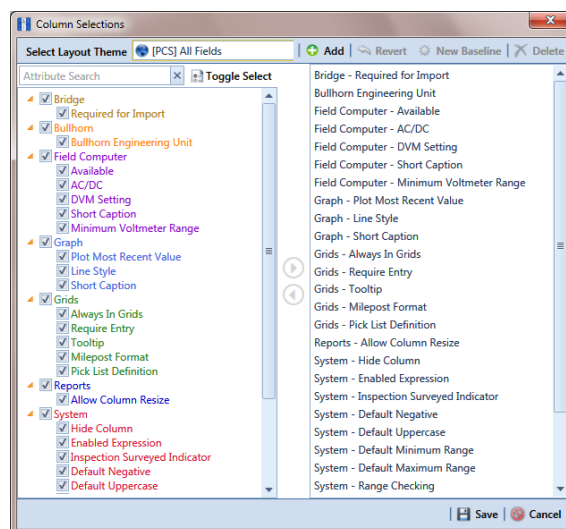 Column Selections
Select Layout Theme [PCS] All Fields Add Revert New Baseline Delete
Attribute Search Toggle Select
Bridge
Required for Import
Bullhorn
Bullhorn Engineering Unit
Field Computer
Available
AC/DC
DVM Setting
Short Caption
Minimum Voltmeter Range
Graph
Plot Most Recent Value
Line Style
Short Caption
Grids
Always In Grids
Require Entry
Tooltip
Milepost Format
Pick List Definition
Reports
Allow Column Resize
System
Hide Column
Enabled Expression
Inspection Surveyed Indicator
Default Negative
Default Uppercase
Bridge - Required for Import
Bullhorn Engineering Unit
Field Computer - Available
Field Computer - AC/DC
Field Computer - DVM Setting
Field Computer - Short Caption
Field Computer - Minimum Voltmeter Range
Graph - Plot Most Recent Value
Graph - Line Style
Graph - Short Caption
Grids - Always In Grids
Grids - Require Entry
Grids - Tooltip
Grids - Milepost Format
Grids - Pick List Definition
Reports - Allow Column Resize
System - Hide Column
System - Enabled Expression
System - Inspection Surveyed Indicator
System - Default Negative
System - Default Uppercase
System - Default Minimum Range
System - Default Maximum Range
System - Range Checking
Save Cancel